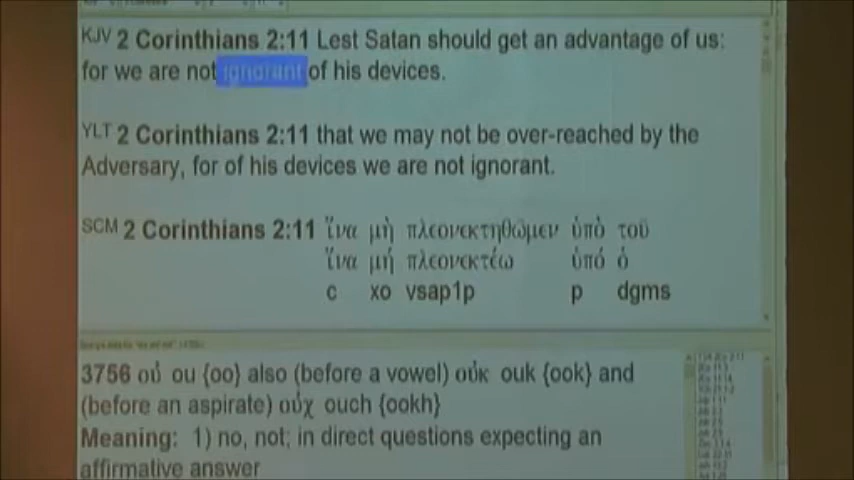 KJV 2 Corinthians 2:11 Lest Satan should get an advantage of us:
for we are not ignorant of his devices.
YLT 2 Corinthians 2:11 that we may not be over-reached by the
Adversary, for of his devices we are not ignorant.
SCM 2 Corinthians 2:11 ἵνα μὴ πλεονεκτηθῶμεν ὑπὸ τοῦ
ἵνα μή πλεονεκτέω ὑπό ὁ
c xo vsap1p p dgms
3756 οὐ ou {oo} also (before a vowel) οὐκ ouk {ook} and
(before an aspirate) οὐχ ouch {ookh}
Meaning: 1) no, not; in direct questions expecting an
affirmative answer